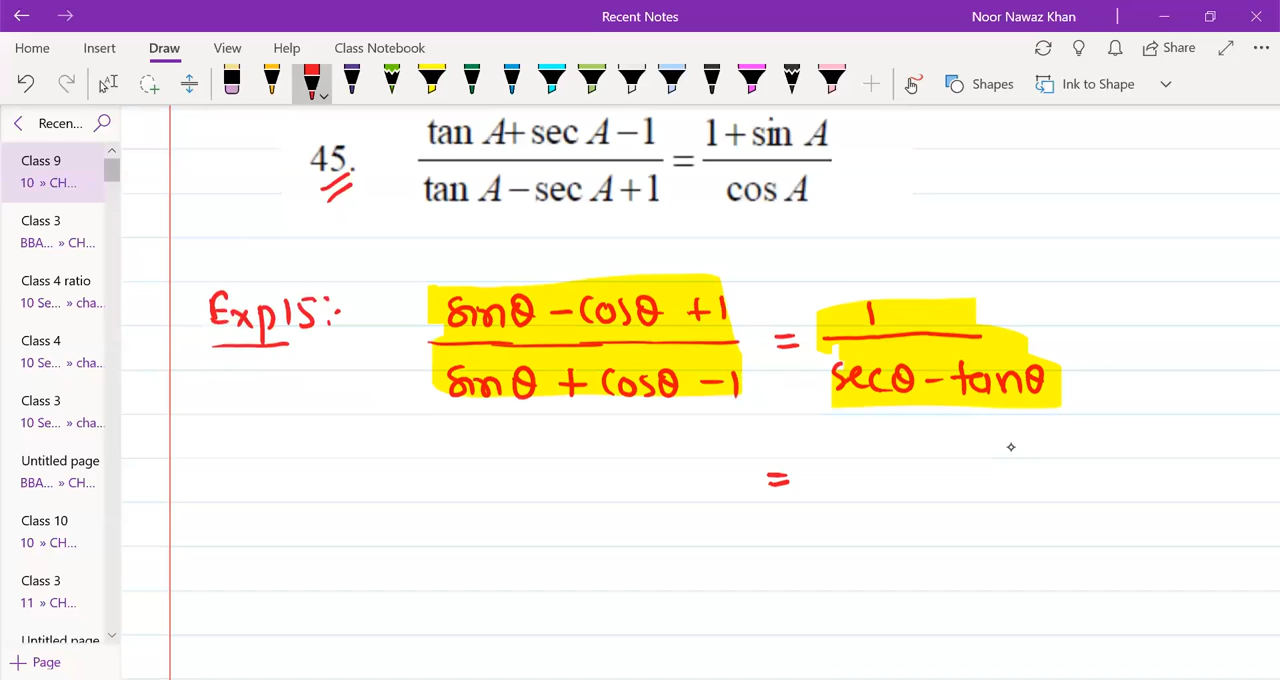 Recent Notes
Noor Nawaz Khan
Home Insert Draw View Help Class Notebook Share
Shapes Ink to Shape
Recen...
Class 9
10 » CH...
Class 3
BBA... » CH...
Class 4 ratio
10 Se... » cha...
Class 4
10 Se... » cha...
Class 3
10 Se... » cha...
Untitled page
BBA... » CH...
Class 10
10 » CH...
Class 3
11 » CH...
Untitled page
+ Page
45. (tan A+sec A−1)/(tan A−sec A+1) = (1+sin A)/(cos A)
Exp15:- (sinθ − cosθ +1)/(sinθ + cosθ −1) = 1/(secθ − tanθ)
=